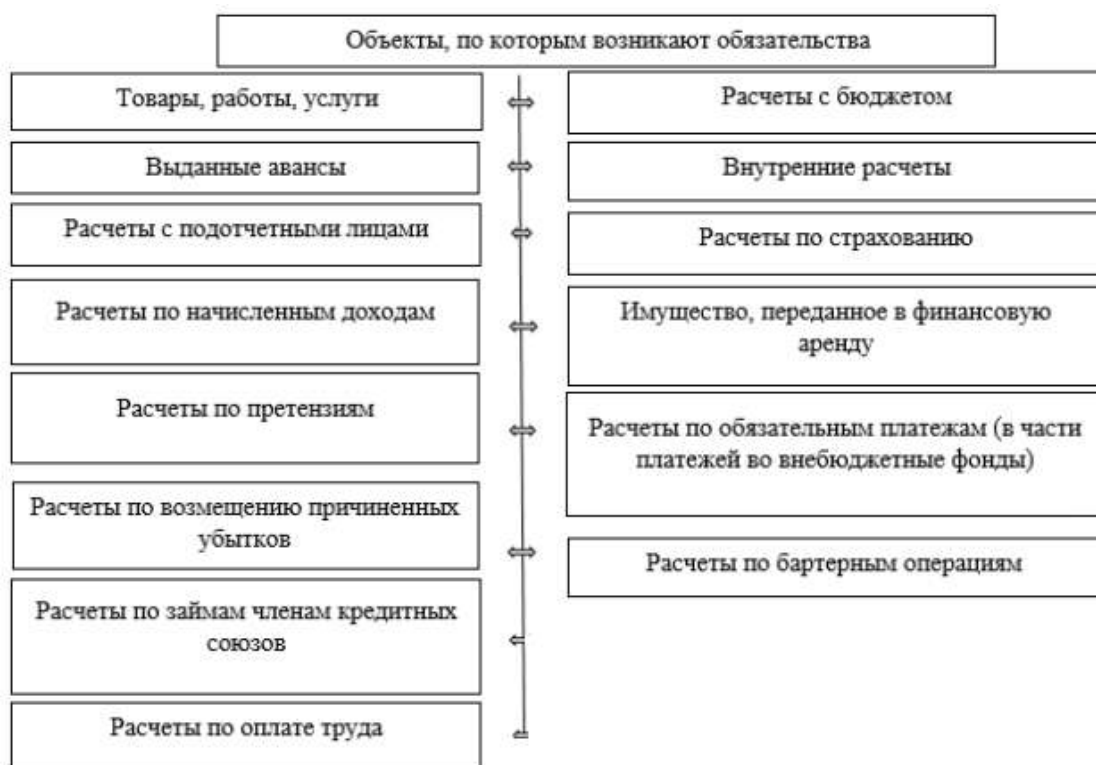 Объекты, по которым возникают обязательства
Товары, работы, услуги
Расчеты с бюджетом
Выданные авансы
Внутренние расчеты
Расчеты с подотчетными лицами
Расчеты по страхованию
Расчеты по начисленным доходам
Имущество, переданное в финансовую
аренду
Расчеты по претензиям
Расчеты по обязательным платежам (в части
платежей во внебюджетные фонды)
Расчеты по возмещению причиненных
убытков
Расчеты по бартерным операциям
Расчеты по займам членам кредитных
союзов
Расчеты по оплате труда